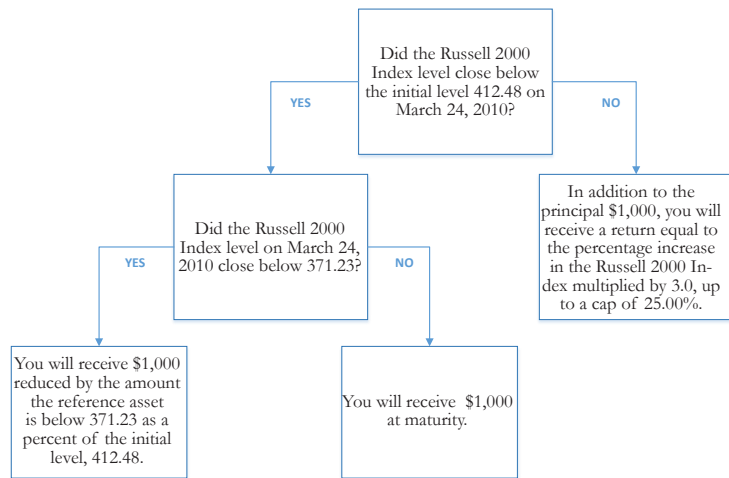 Did the Russell 2000
Index level close below
the initial level 412.48 on
March 24, 2010?
YES
NO
Did the Russell 2000
Index level on March 24,
2010 close below 371.23?
In addition to the
principal $1,000, you will
receive a return equal to
the percentage increase
in the Russell 2000 In-
dex multiplied by 3.0, up
to a cap of 25.00%.
YES
NO
You will receive $1,000
reduced by the amount
the reference asset
is below 371.23 as a
percent of the initial
level, 412.48.
You will receive $1,000
at maturity.